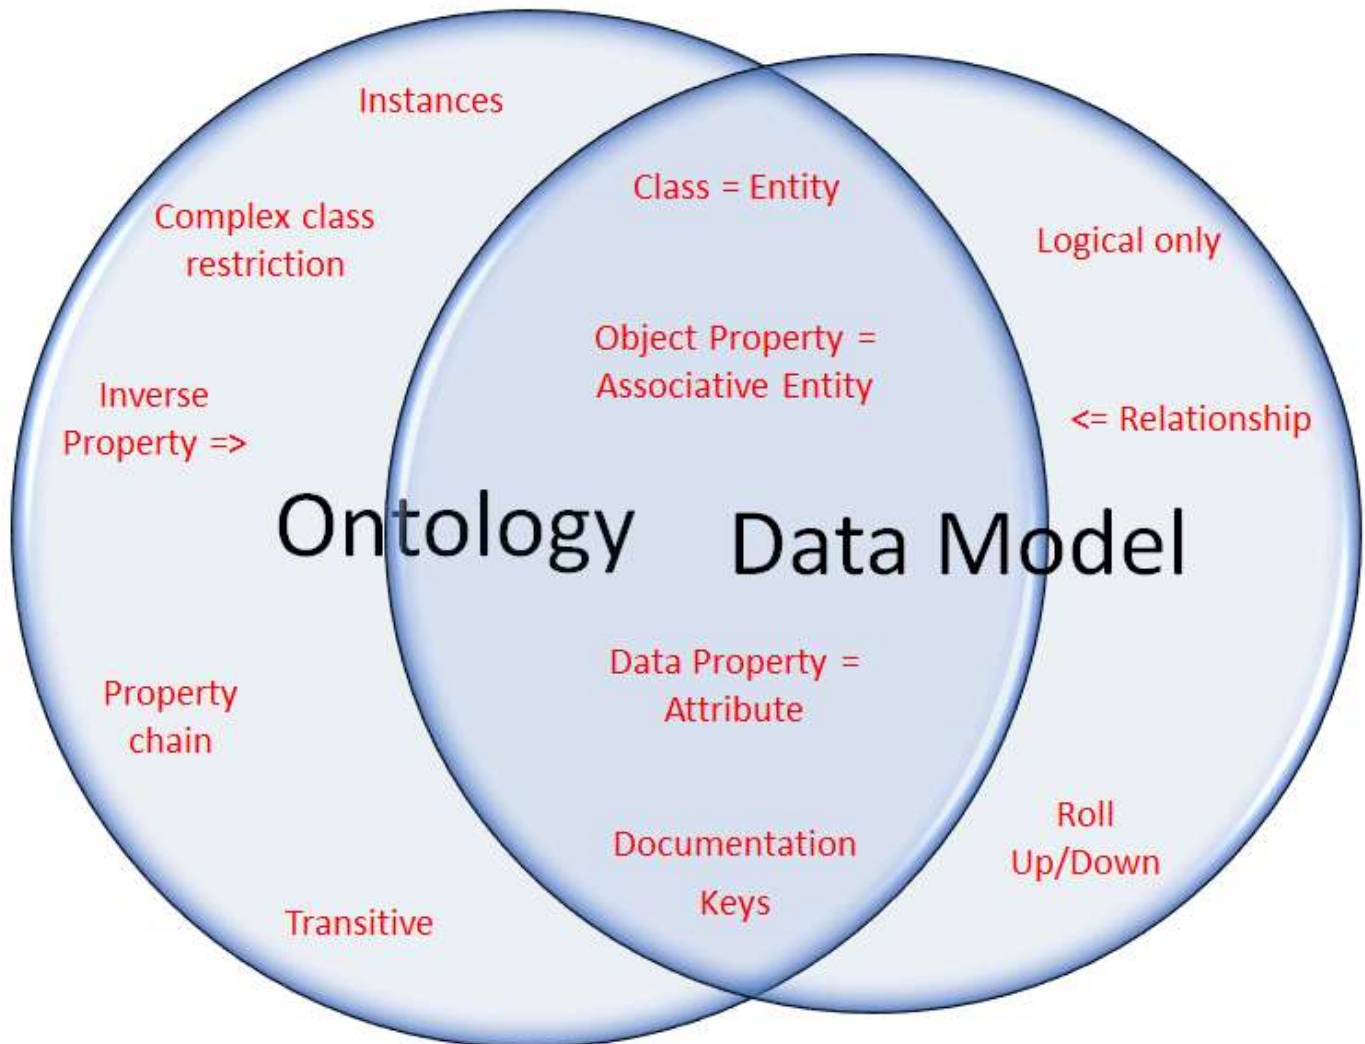 Instances
Complex class
restriction
Inverse
Property =>
Property
chain
Transitive
Ontology
Class = Entity
Object Property =
Associative Entity
Data Property =
Attribute
Documentation
Keys
Data Model
Logical only
<= Relationship
Roll
Up/Down